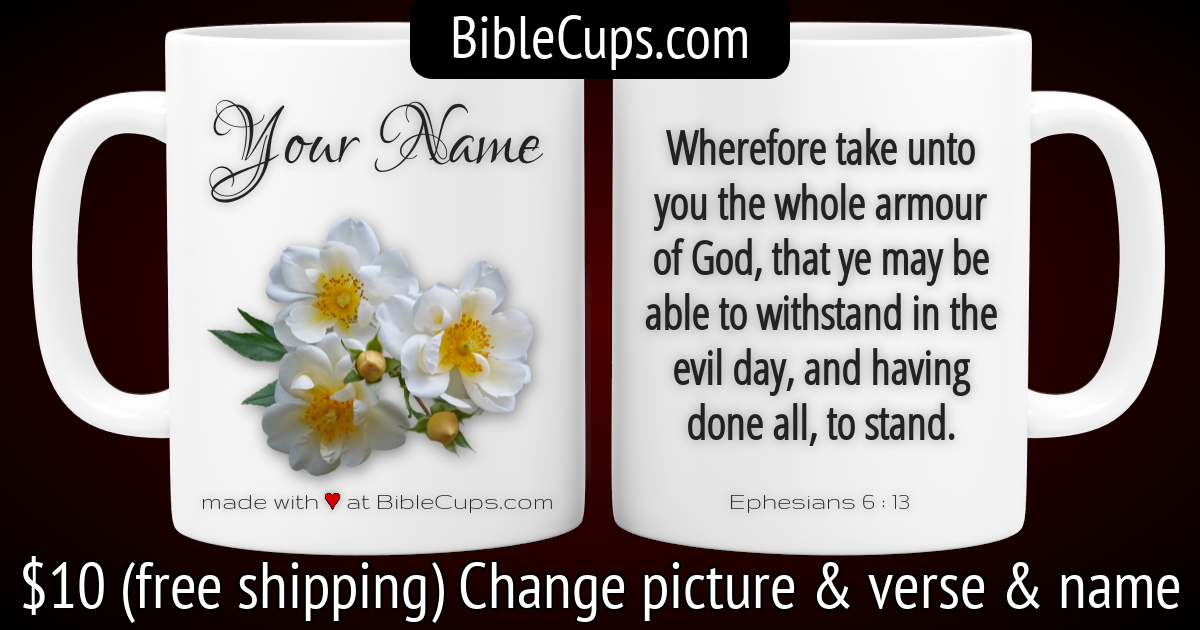 BibleCups.com
Your Name
made with ♥ at BibleCups.com
Wherefore take unto
you the whole armour
of God, that ye may be
able to withstand in the
evil day, and having
done all, to stand.
Ephesians 6 : 13
$10 (free shipping) Change picture & verse & name